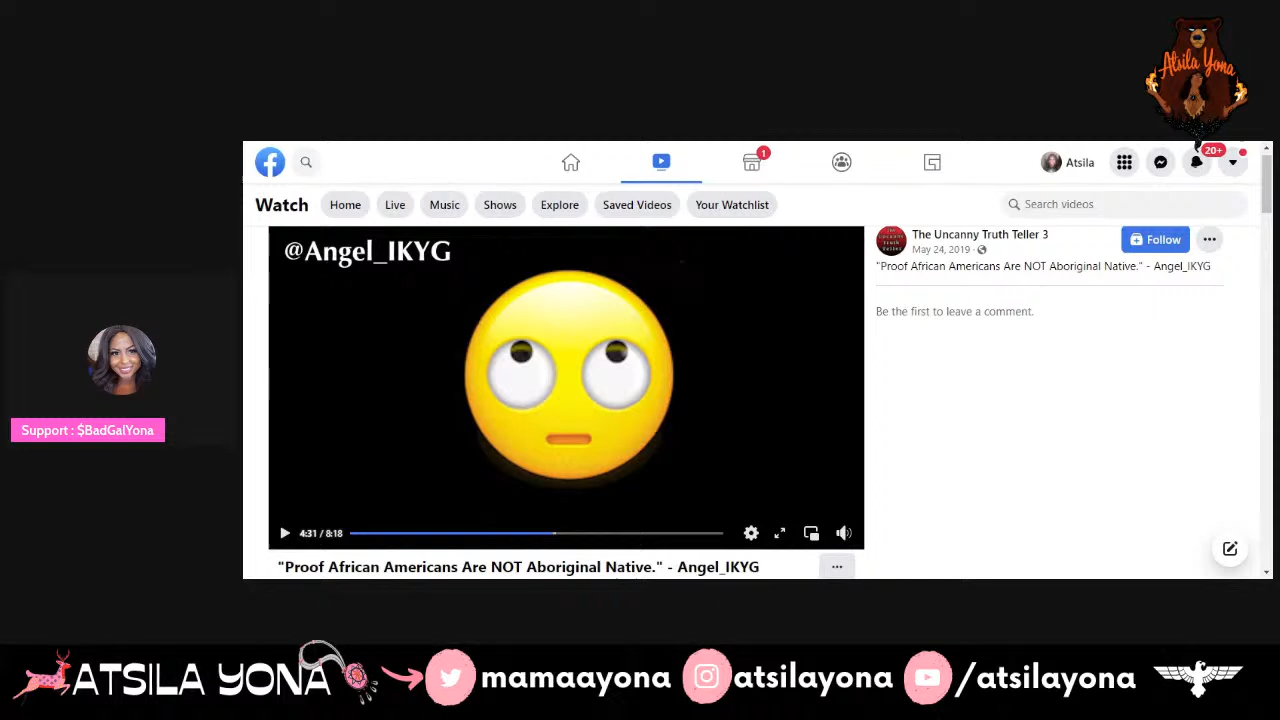 Atsila Yona
1
20+
Atsila
Watch
Home
Live
Music
Shows
Explore
Saved Videos
Your Watchlist
Search videos
@Angel_IKYG
The Uncanny Truth Teller 3
May 24, 2019
Follow
"Proof African Americans Are NOT Aboriginal Native." - Angel_IKYG
Be the first to leave a comment.
Support : $BadGalYona
4:31 / 8:18
"Proof African Americans Are NOT Aboriginal Native." - Angel_IKYG
ATSILA YONA
mamaayona
atsilayona
/atsilayona